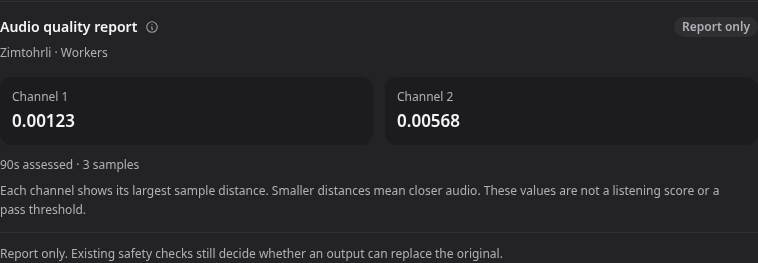 Audio quality report
Report only
Zimtohrli · Workers
Channel 1
0.00123
Channel 2
0.00568
90s assessed · 3 samples
Each channel shows its largest sample distance. Smaller distances mean closer audio. These values are not a listening score or a
pass threshold.
Report only. Existing safety checks still decide whether an output can replace the original.